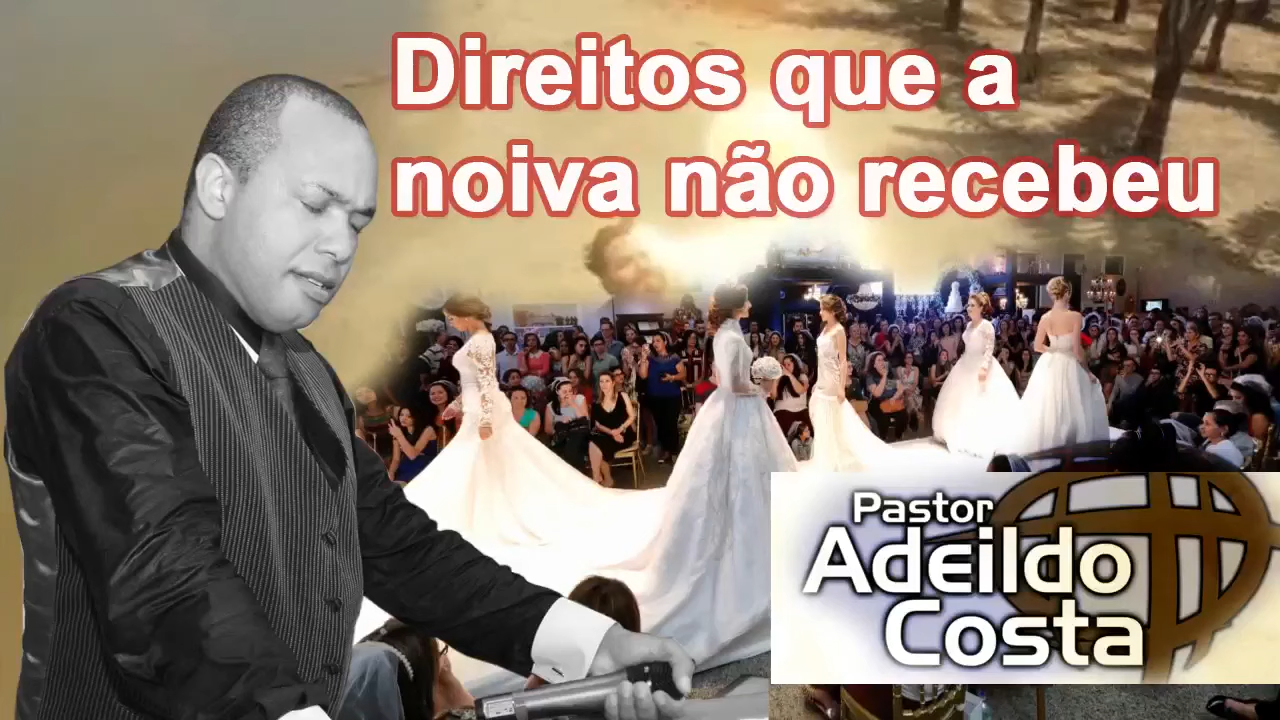 Direitos que a
noiva não recebeu
Pastor
Adeildo
Costa